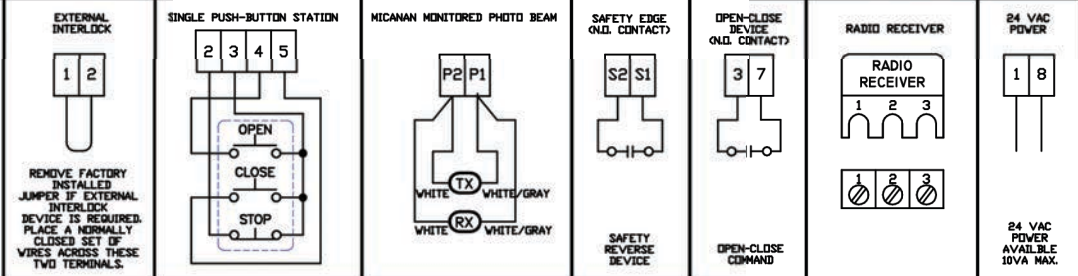 EXTERNAL
INTERLOCK
1 2
REMOVE FACTORY
INSTALLED
JUMPER IF EXTERNAL
INTERLOCK
DEVICE IS REQUIRED.
PLACE A NORMALLY
CLOSED SET OF
WIRES ACROSS THESE
TWO TERMINALS.
SINGLE PUSH-BUTTON STATION
2 3 4 5
OPEN
CLOSE
STOP
MICANAN MONITORED PHOTO BEAM
P2 P1
TX
WHITE WHITE/GRAY
RX
WHITE WHITE/GRAY
SAFETY EDGE
(N.O. CONTACT)
S2 S1
SAFETY
REVERSE
DEVICE
OPEN-CLOSE
DEVICE
(N.O. CONTACT)
3 7
OPEN-CLOSE
COMMAND
RADIO RECEIVER
RADIO
RECEIVER
1 2 3
1 2 3
24 VAC
POWER
1 8
24 VAC
POWER
AVAILBLE
10VA MAX.